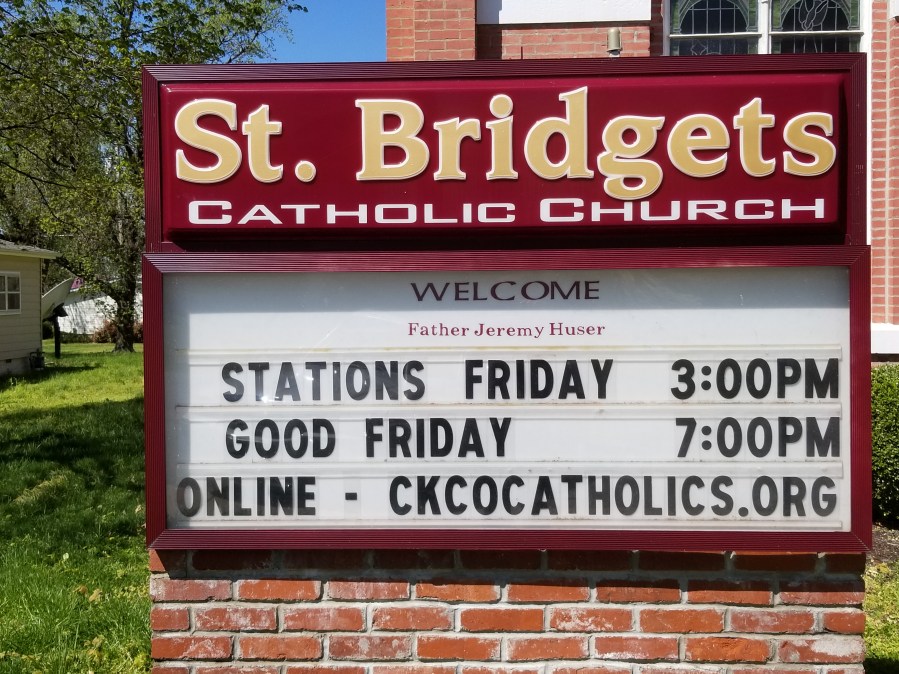 St. Bridgets
CATHOLIC CHURCH
WELCOME
Father Jeremy Huser
STATIONS FRIDAY 3:00PM
GOOD FRIDAY 7:00PM
ONLINE - CKCOCATHOLICS.ORG